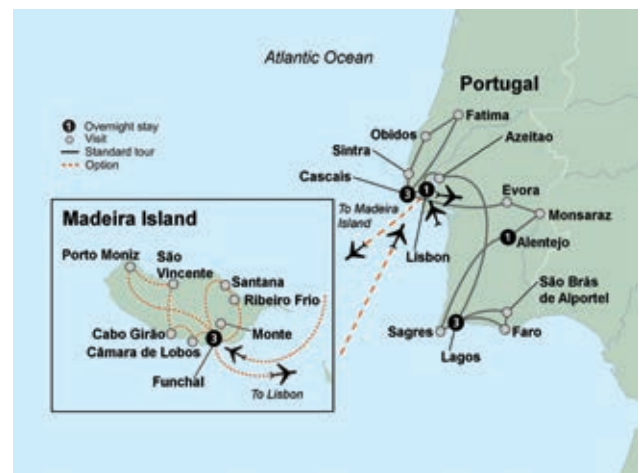 Atlantic Ocean
Portugal
1 Overnight stay
Visit
Standard tour
Option
Fatima
Obidos
Azeitao
Sintra
Cascais
3
1
Evora
To Madeira
Island
Monsaraz
Lisbon
1
Alentejo
São Brás
de Alportel
3
Sagres
Faro
Lagos
Madeira Island
Porto Moniz
São
Vincente
Santana
Ribeiro Frio
Cabo Girão
Monte
Câmara de Lobos
3
Funchal
To Lisbon